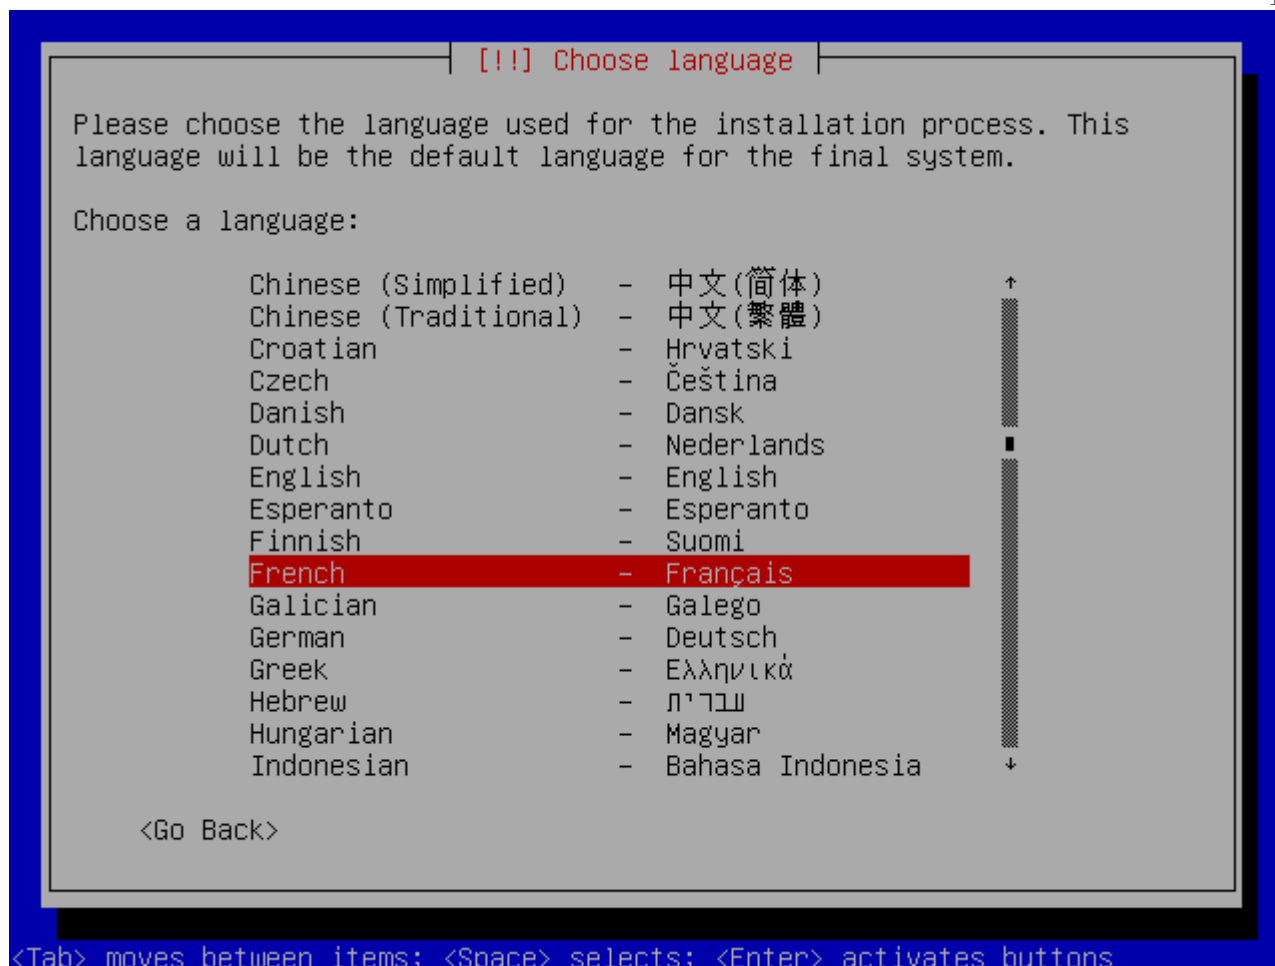 [!!] Choose language
Please choose the language used for the installation process. This
language will be the default language for the final system.
Choose a language:
Chinese (Simplified) - 中文(简体)
Chinese (Traditional) - 中文(繁體)
Croatian - Hrvatski
Czech - Čeština
Danish - Dansk
Dutch - Nederlands
English - English
Esperanto - Esperanto
Finnish - Suomi
French - Français
Galician - Galego
German - Deutsch
Greek - Ελληνικά
Hebrew - תירבע
Hungarian - Magyar
Indonesian - Bahasa Indonesia
<Go Back>
<Tab> moves between items; <Space> selects; <Enter> activates buttons